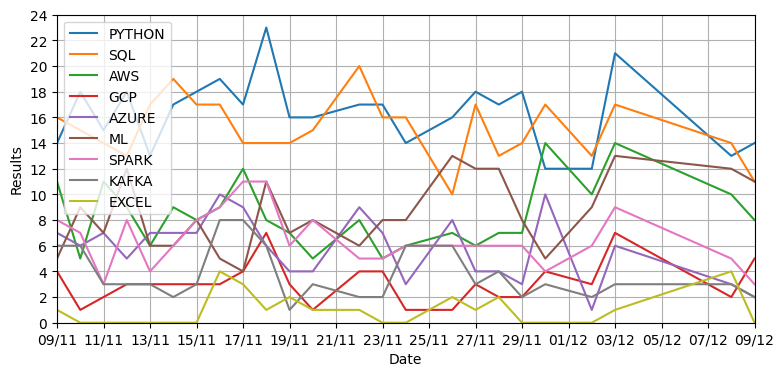 24
22
20
18
16
14
12
10
8
6
4
2
0
Results
PYTHON
SQL
AWS
GCP
AZURE
ML
SPARK
KAFKA
EXCEL
09/11 11/11 13/11 15/11 17/11 19/11 21/11 23/11 25/11 27/11 29/11 01/12 03/12 05/12 07/12 09/12
Date